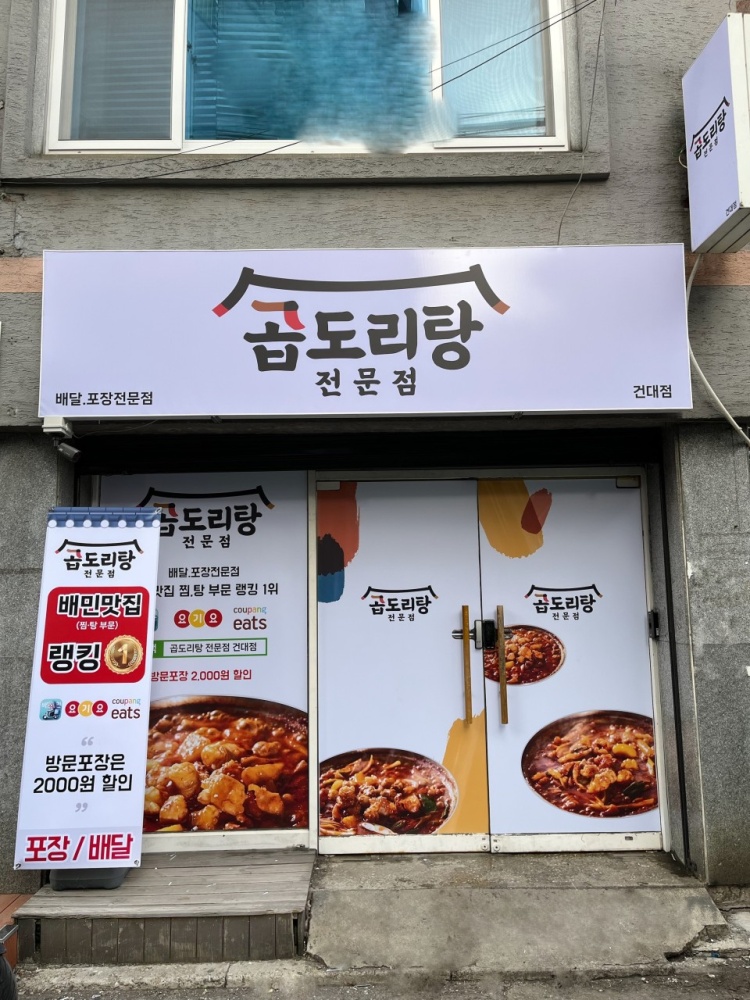 곱도리탕
전문점
건대점
곱도리탕
전문점
배달.포장전문점
건대점
곱도리탕
전문점
배민맛집
(찜·탕 부문)
랭킹 1
요기요
coupang
eats
“
방문포장은
2000원 할인
”
포장 / 배달
곱도리탕
전문점
배달.포장전문점
맛집 찜,탕 부문 랭킹 1위
요기요
coupang
eats
곱도리탕 전문점 건대점
방문포장 2,000원 할인
곱도리탕
전문점
곱도리탕
전문점